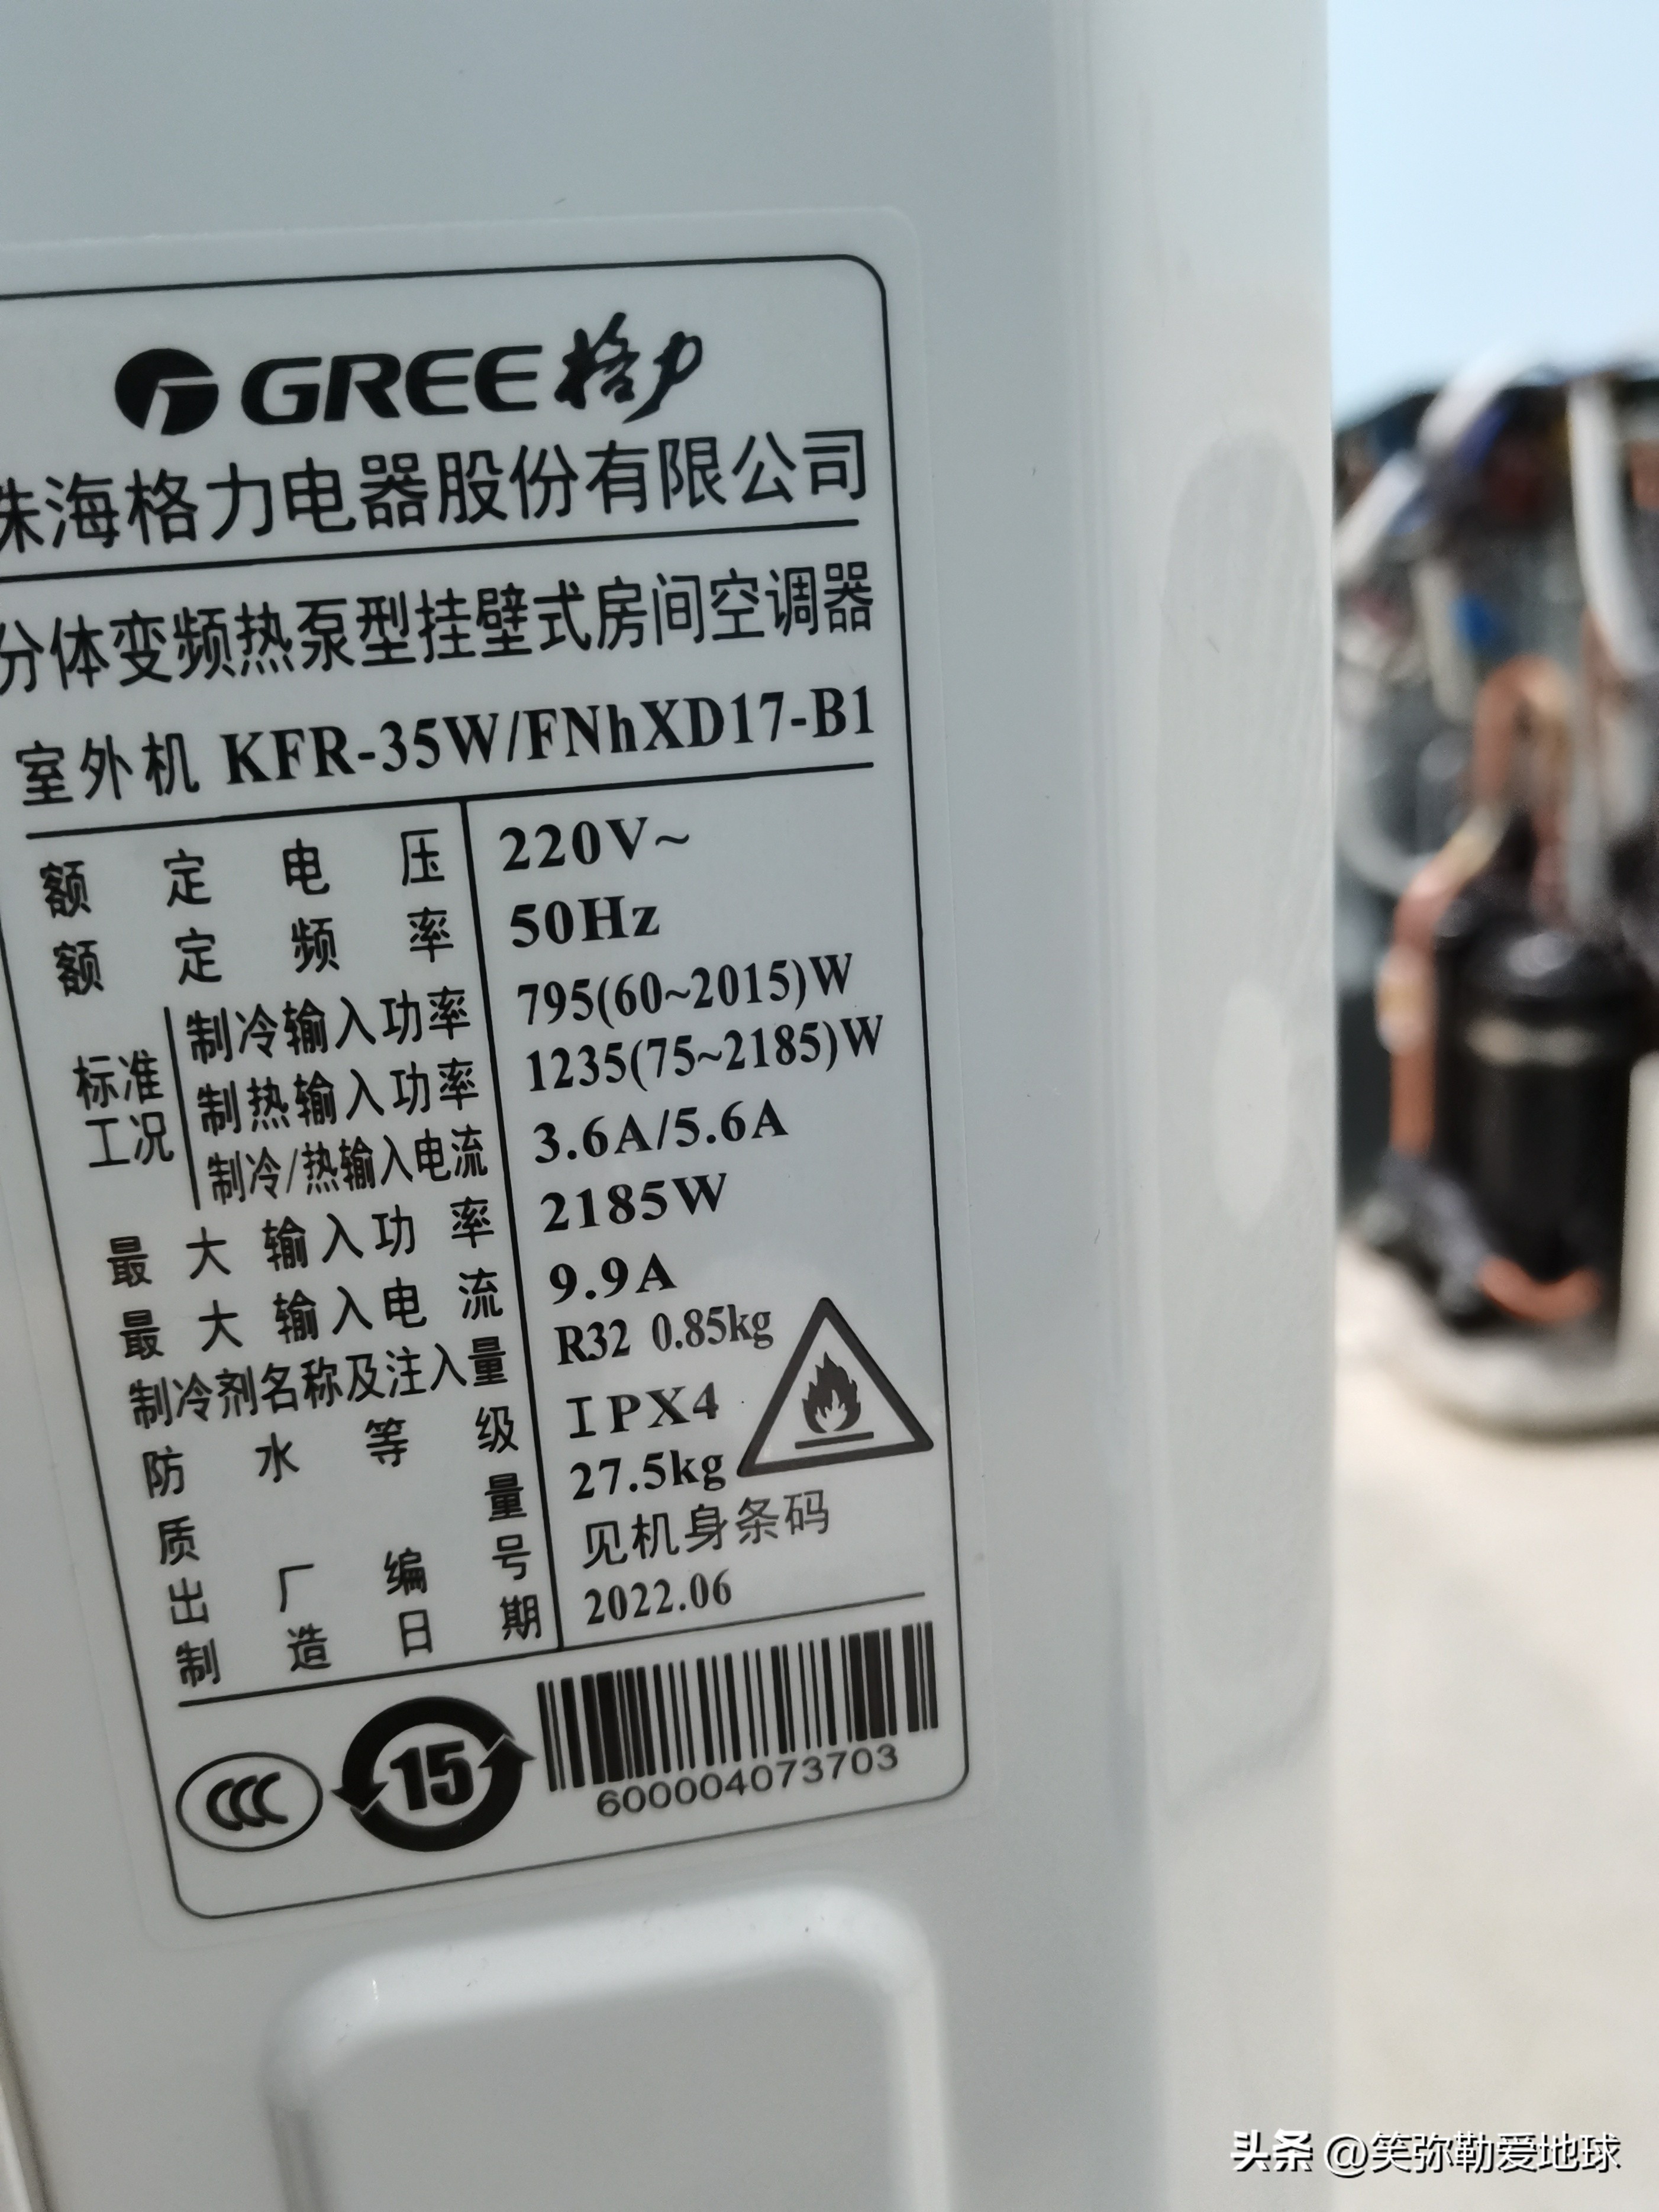 GREE 格力
珠海格力电器股份有限公司
分体变频热泵型挂壁式房间空调器
室外机 KFR-35W/FNhXD17-B1
额定电压 220V~
额定频率 50Hz
标准工况
制冷输入功率 795(60~2015)W
制热输入功率 1235(75~2185)W
制冷/热输入电流 3.6A/5.6A
最大输入功率 2185W
最大输入电流 9.9A
制冷剂名称及注入量 R32 0.85kg
防水等级 IPX4
质量 27.5kg
出厂编号 见机身条码
制造日期 2022.06
CCC 15
600004073703
头条 @笑弥勒爱地球